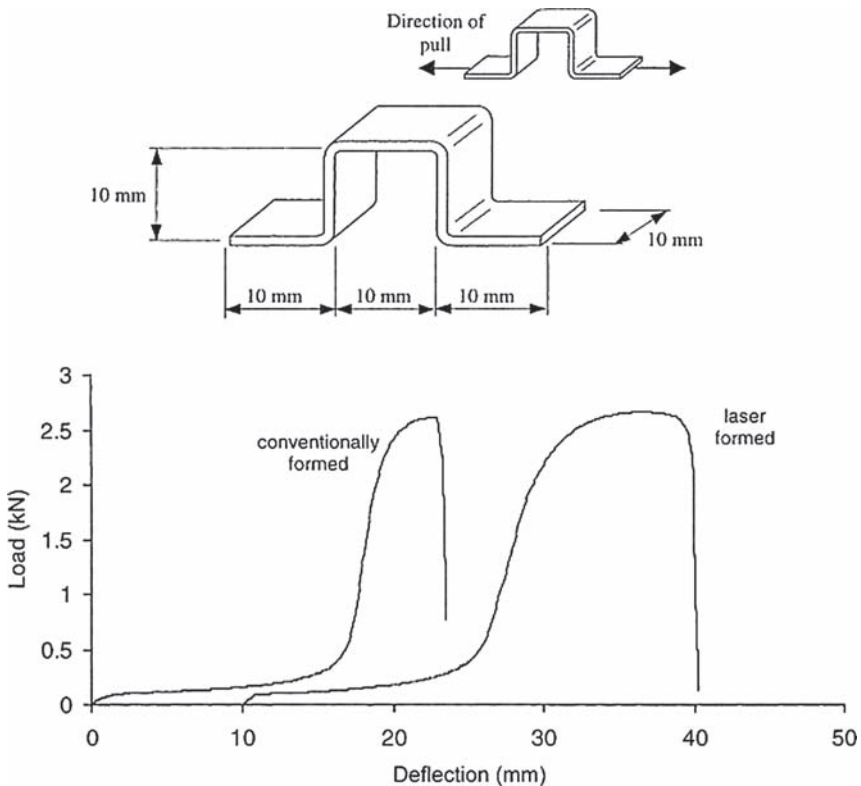 Direction of
pull
10 mm
10 mm
10 mm
10 mm
10 mm
3
2.5
2
1.5
1
0.5
0
Load (kN)
conventionally
formed
laser
formed
0
10
20
30
40
50
Deflection (mm)